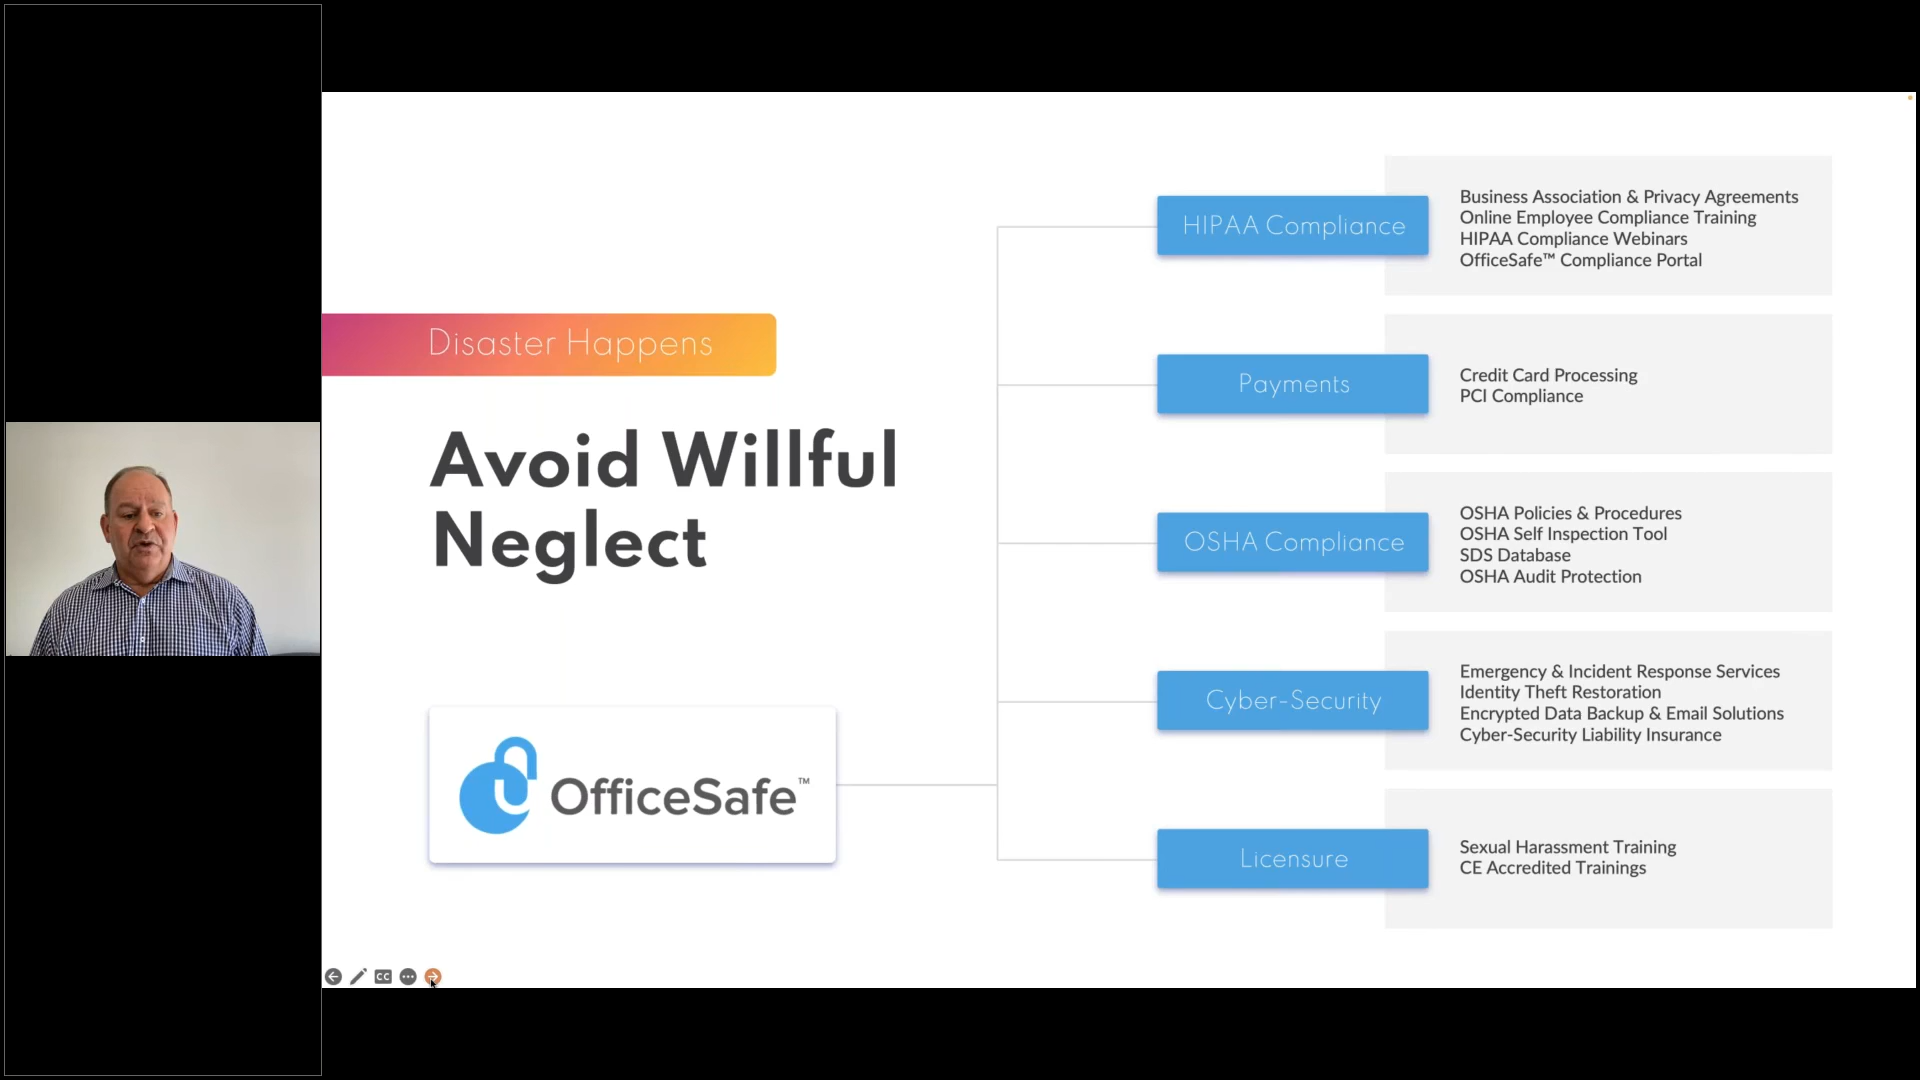 Disaster Happens
Avoid Willful
Neglect
OfficeSafe™
HIPAA Compliance
Business Association & Privacy Agreements
Online Employee Compliance Training
HIPAA Compliance Webinars
OfficeSafe™ Compliance Portal
Payments
Credit Card Processing
PCI Compliance
OSHA Compliance
OSHA Policies & Procedures
OSHA Self Inspection Tool
SDS Database
OSHA Audit Protection
Cyber-Security
Emergency & Incident Response Services
Identity Theft Restoration
Encrypted Data Backup & Email Solutions
Cyber-Security Liability Insurance
Licensure
Sexual Harassment Training
CE Accredited Trainings
CC